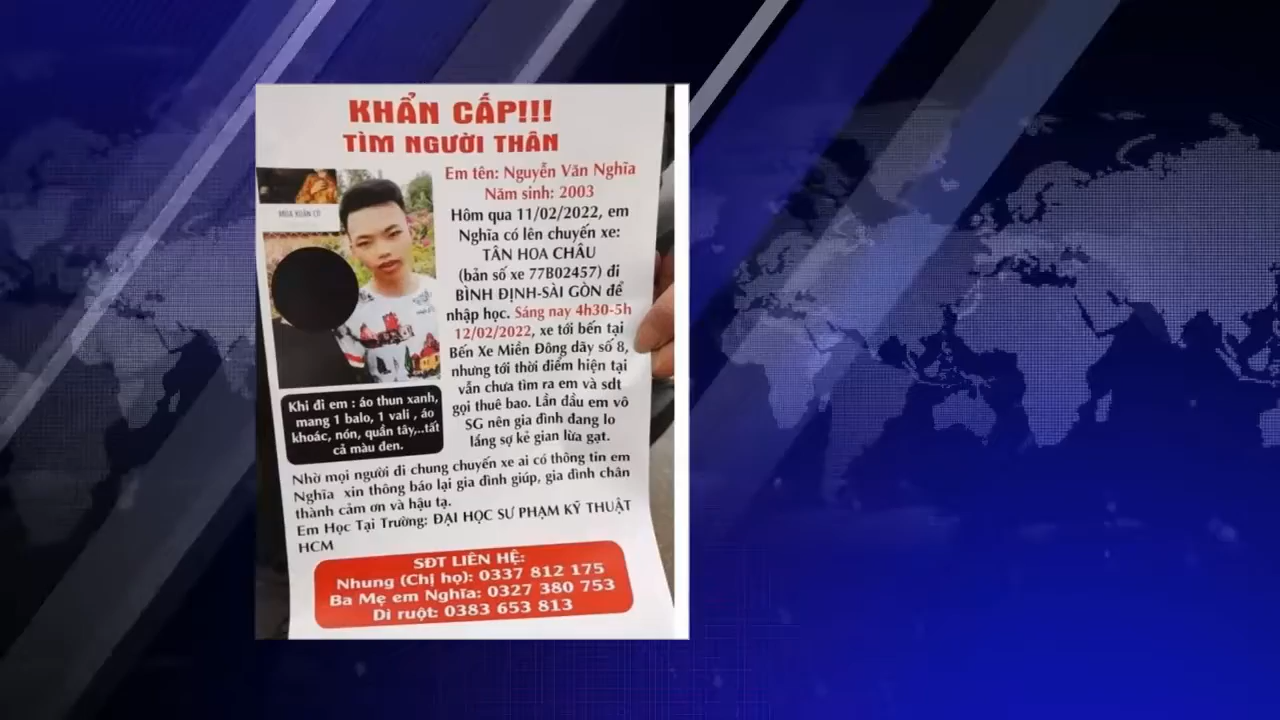 KHẨN CẤP!!!
TÌM NGƯỜI THÂN
MÙA XUÂN CÓ
Em tên: Nguyễn Văn Nghĩa
Năm sinh: 2003
Hôm qua 11/02/2022, em
Nghĩa có lên chuyến xe:
TÂN HOA CHÂU
(bản số xe 77B02457) đi
BÌNH ĐỊNH-SÀI GÒN để
nhập học. Sáng nay 4h30-5h
12/02/2022, xe tới bến tại
Bến Xe Miền Đông dãy số 8,
nhưng tới thời điểm hiện tại
vẫn chưa tìm ra em và sdt
gọi thuê bao. Lần đầu em vô
SG nên gia đình đang lo
lắng sợ kẻ gian lừa gạt.
Khi đi em : áo thun xanh,
mang 1 balo, 1 vali , áo
khoác, nón, quần tây,..tất
cả màu đen.
Nhờ mọi người đi chung chuyến xe ai có thông tin em
Nghĩa xin thông báo lại gia đình giúp, gia đình chân
thành cảm ơn và hậu tạ.
Em Học Tại Trường: ĐẠI HỌC SƯ PHẠM KỸ THUẬT
HCM
SĐT LIÊN HỆ:
Nhung (Chị họ): 0337 812 175
Ba Mẹ em Nghĩa: 0327 380 753
Dì ruột: 0383 653 813